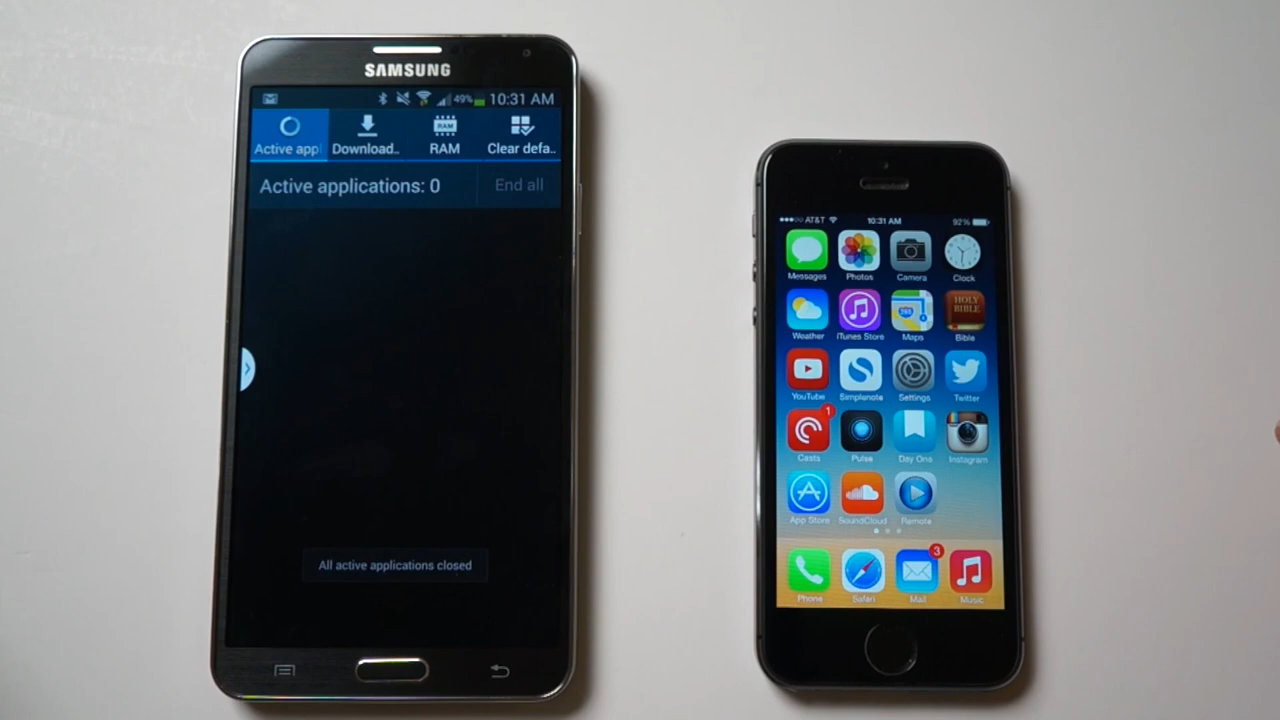 SAMSUNG
49% 10:31 AM
Active app
Download..
RAM
RAM
Clear defa..
Active applications: 0
End all
All active applications closed
AT&T 10:31 AM 92%
Messages Photos Camera Clock
HOLY
BIBLE
Weather iTunes Store Maps Bible
YouTube Simplenote Settings Twitter
1
Casts Pulse Day One Instagram
App Store SoundCloud Remote
3
Phone Safari Mail Music